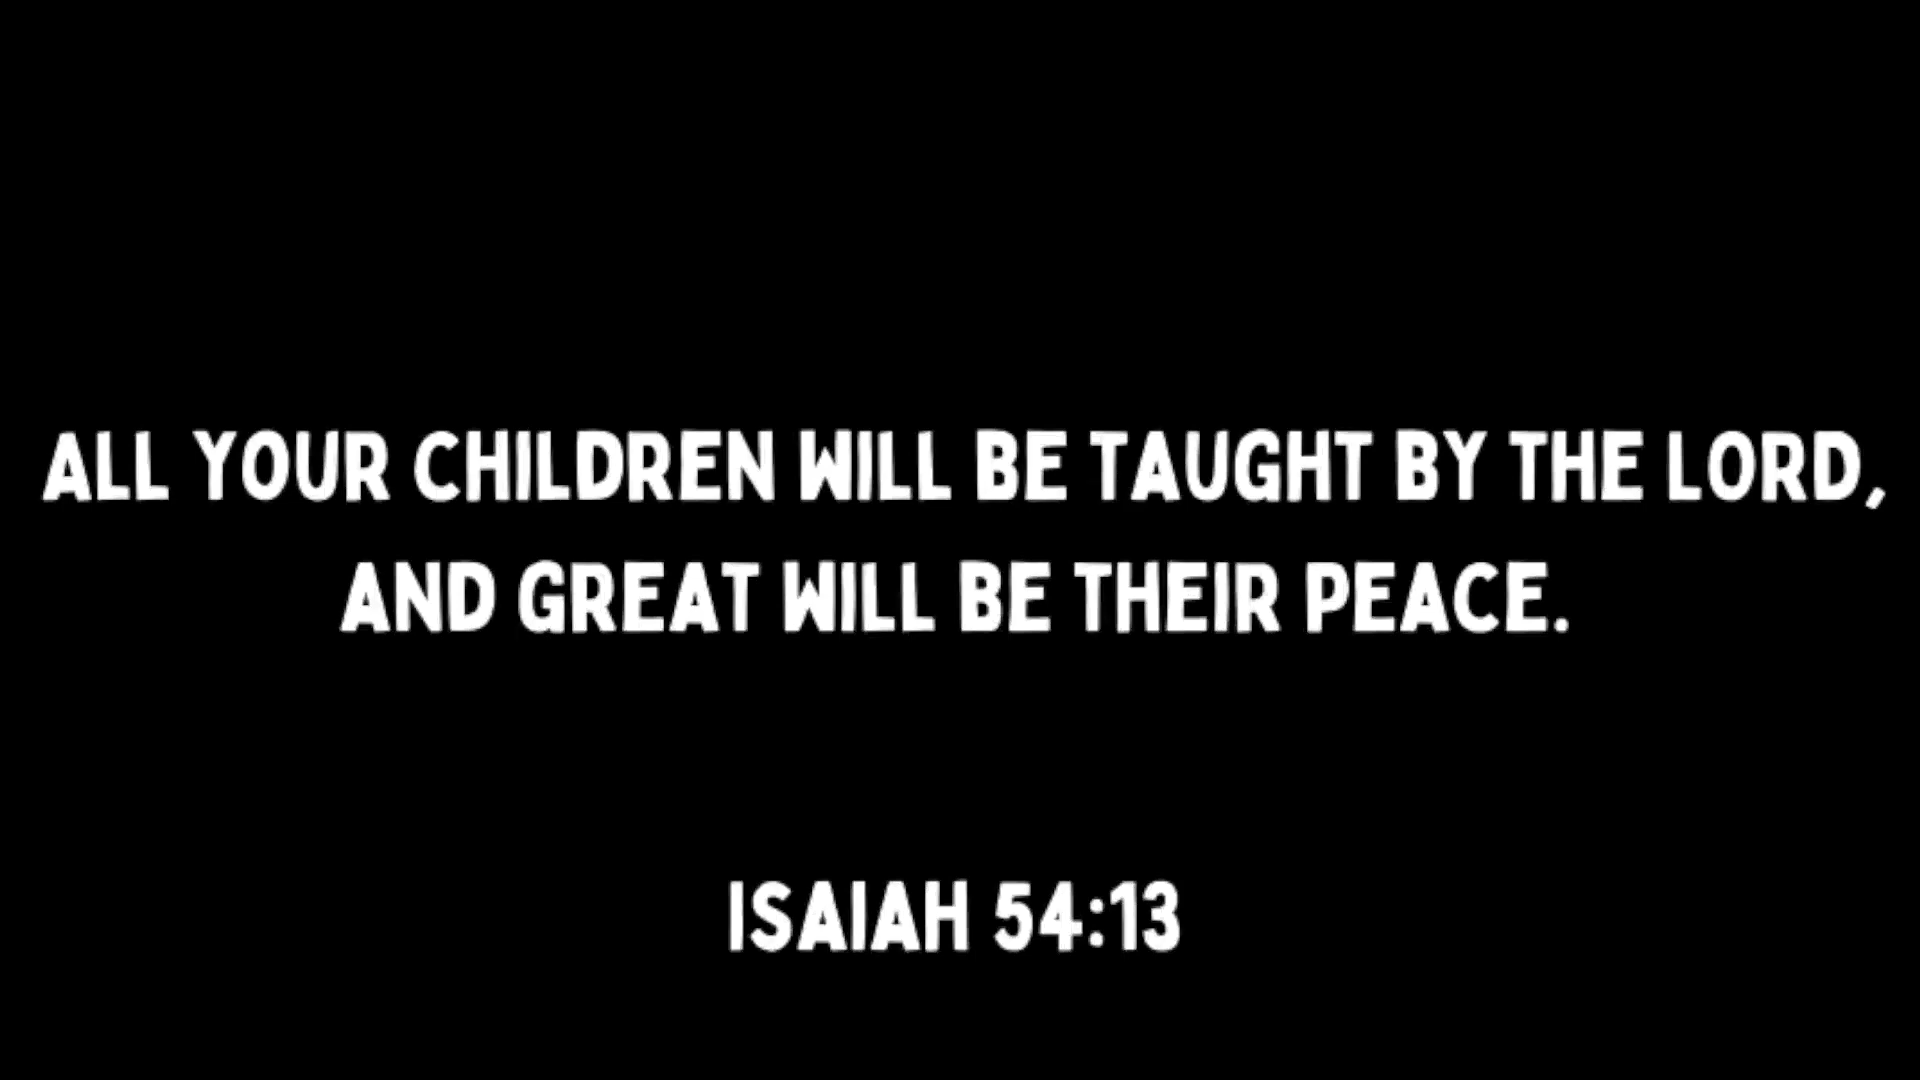 ALL YOUR CHILDREN WILL BE TAUGHT BY THE LORD,
AND GREAT WILL BE THEIR PEACE.
ISAIAH 54:13